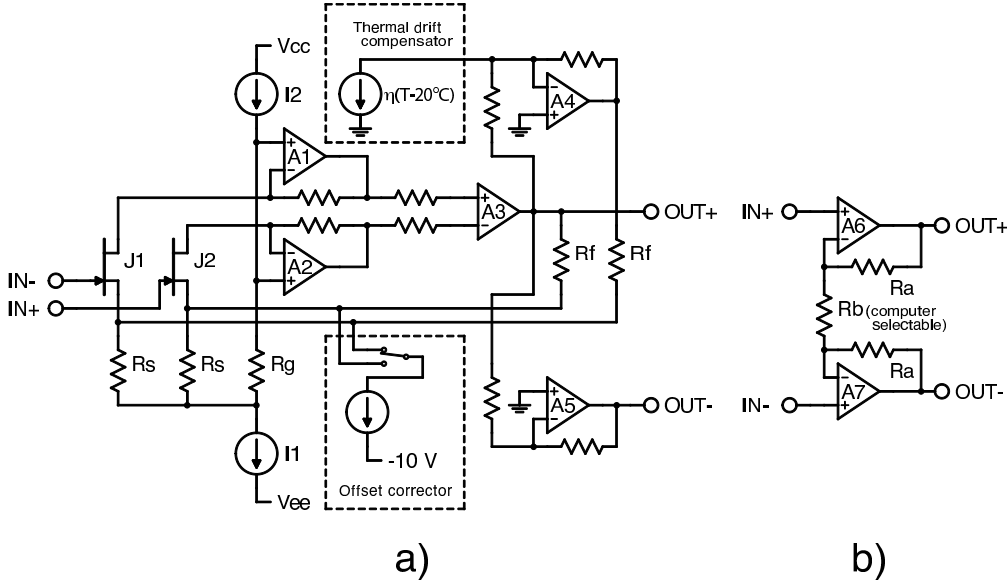 Thermal drift
compensator
η(T-20°C)
Vcc
I2
A1
A4
A3
OUT+
A2
J1
J2
IN-
IN+
Rf
Rf
Rs
Rs
Rg
A5
OUT-
I1
-10 V
Vee
Offset corrector
IN+
A6
OUT+
Ra
Rb (computer
selectable)
Ra
A7
IN-
OUT-
a)
b)